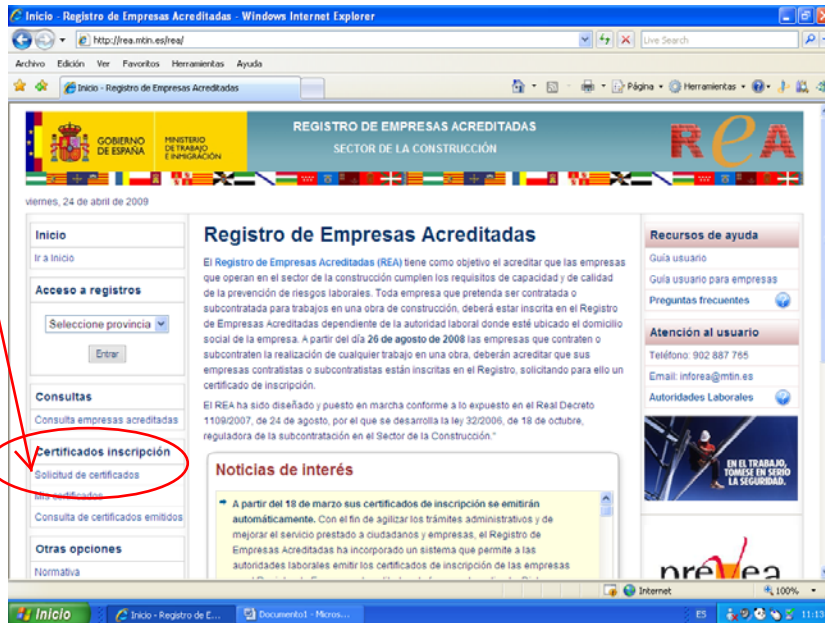 Inicio - Registro de Empresas Acreditadas - Windows Internet Explorer
http://rea.mtin.es/rea/
Live Search
Archivo Edición Ver Favoritos Herramientas Ayuda
Inicio - Registro de Empresas Acreditadas
Página Herramientas
GOBIERNO DE ESPAÑA
MINISTERIO DE TRABAJO E INMIGRACIÓN
REGISTRO DE EMPRESAS ACREDITADAS
SECTOR DE LA CONSTRUCCIÓN
ReA
viernes, 24 de abril de 2009
Inicio
Ir a Inicio
Acceso a registros
Seleccione provincia
Entrar
Consultas
Consulta empresas acreditadas
Certificados inscripción
Solicitud de certificados
Mis certificados
Consulta de certificados emitidos
Otras opciones
Normativa
Registro de Empresas Acreditadas
El Registro de Empresas Acreditadas (REA) tiene como objetivo el acreditar que las empresas
que operan en el sector de la construcción cumplen los requisitos de capacidad y de calidad
de la prevención de riesgos laborales. Toda empresa que pretenda ser contratada o
subcontratada para trabajos en una obra de construcción, deberá estar inscrita en el Registro
de Empresas Acreditadas dependiente de la autoridad laboral donde esté ubicado el domicilio
social de la empresa. A partir del día 26 de agosto de 2008 las empresas que contraten o
subcontraten la realización de cualquier trabajo en una obra, deberán acreditar que sus
empresas contratistas o subcontratistas están inscritas en el Registro, solicitando para ello un
certificado de inscripción.
El REA ha sido diseñado y puesto en marcha conforme a lo expuesto en el Real Decreto
1109/2007, de 24 de agosto, por el que se desarrolla la ley 32/2006, de 18 de octubre,
reguladora de la subcontratación en el Sector de la Construcción."
Noticias de interés
A partir del 18 de marzo sus certificados de inscripción se emitirán
automáticamente. Con el fin de agilizar los trámites administrativos y de
mejorar el servicio prestado a ciudadanos y empresas, el Registro de
Empresas Acreditadas ha incorporado un sistema que permite a las
autoridades laborales emitir los certificados de inscripción de las empresas
Recursos de ayuda
Guía usuario
Guía usuario para empresas
Preguntas frecuentes
Atención al usuario
Teléfono: 902 887 765
Email: inforea@mtin.es
Autoridades Laborales
EN EL TRABAJO,
TÓMESE EN SERIO
LA SEGURIDAD.
prevea
Internet
100%
Inicio
Inicio - Registro de E...
Documento1 - Micros...
ES
11:13